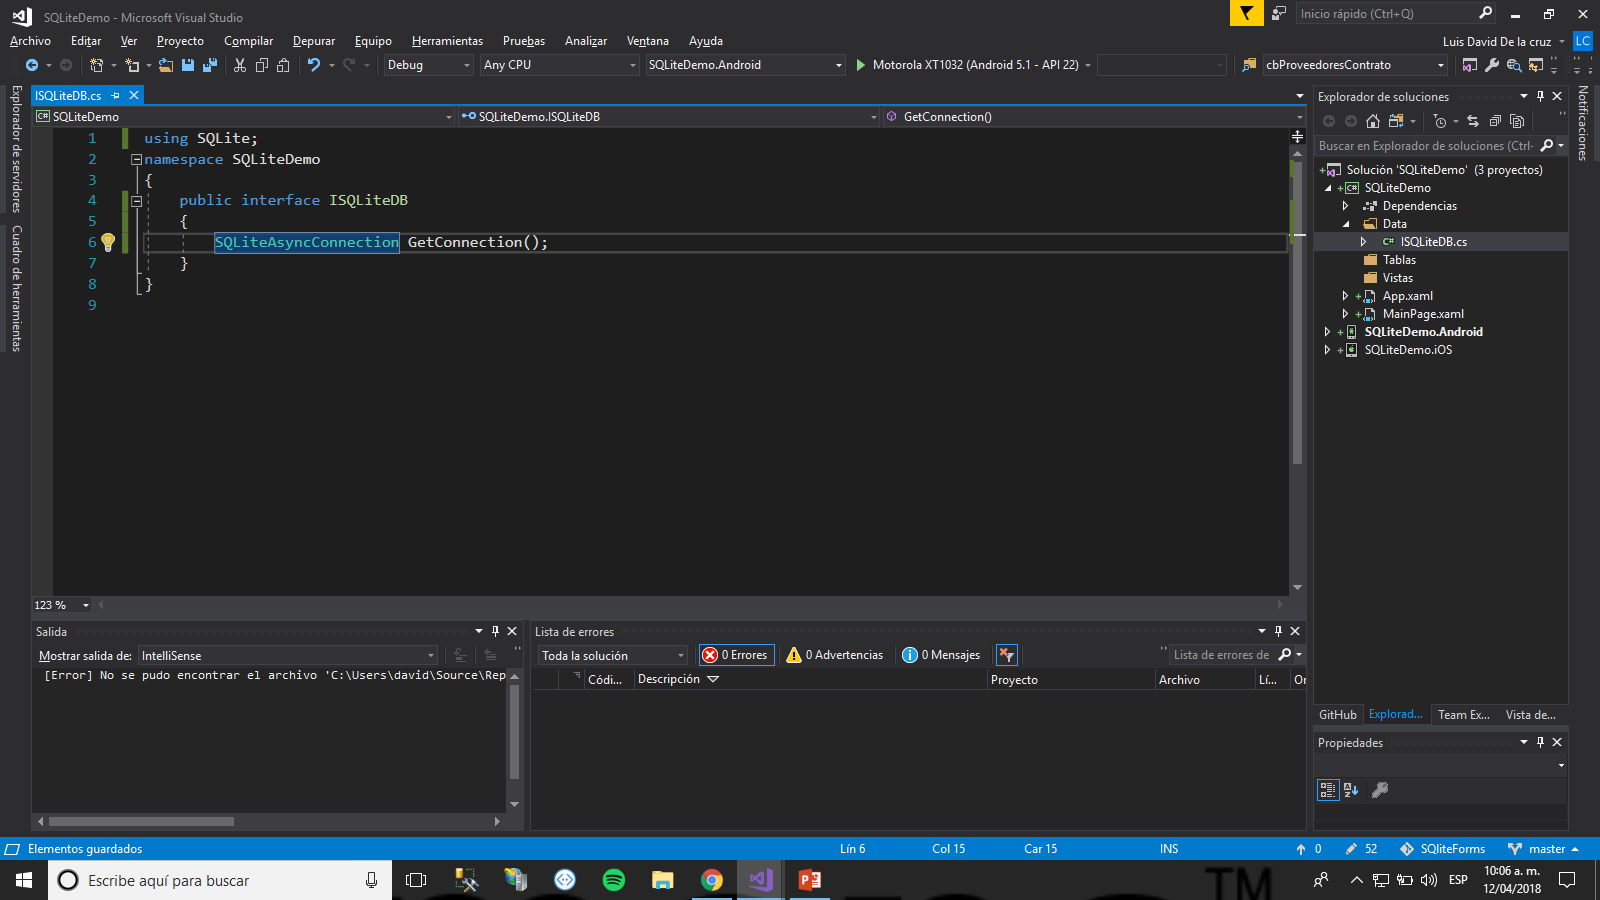 SQLiteDemo - Microsoft Visual Studio
Inicio rápido (Ctrl+Q)
Archivo Editar Ver Proyecto Compilar Depurar Equipo Herramientas Pruebas Analizar Ventana Ayuda
Luis David De la cruz LC
Debug Any CPU SQLiteDemo.Android Motorola XT1032 (Android 5.1 - API 22) cbProveedoresContrato
Explorador de servidores
Cuadro de herramientas
ISQLiteDB.cs
SQLiteDemo SQLiteDemo.ISQLiteDB GetConnection()
1 using SQLite;
2 namespace SQLiteDemo
3 {
4 public interface ISQLiteDB
5 {
6 SQLiteAsyncConnection GetConnection();
7 }
8 }
9
123 %
Explorador de soluciones
Buscar en Explorador de soluciones (Ctrl-
Solución 'SQLiteDemo' (3 proyectos)
SQLiteDemo
Dependencias
Data
ISQLiteDB.cs
Tablas
Vistas
App.xaml
MainPage.xaml
SQLiteDemo.Android
SQLiteDemo.iOS
Notificaciones
GitHub Explorad... Team Ex... Vista de...
Propiedades
Salida
Mostrar salida de: IntelliSense
[Error] No se pudo encontrar el archivo 'C:\Users\david\Source\Rep
Lista de errores
Toda la solución 0 Errores 0 Advertencias 0 Mensajes Lista de errores de
Códi... Descripción Proyecto Archivo Lí... Or
Elementos guardados Lín 6 Col 15 Car 15 INS 0 52 SQliteForms master
Escribe aquí para buscar
TM
ESP
10:06 a. m.
12/04/2018